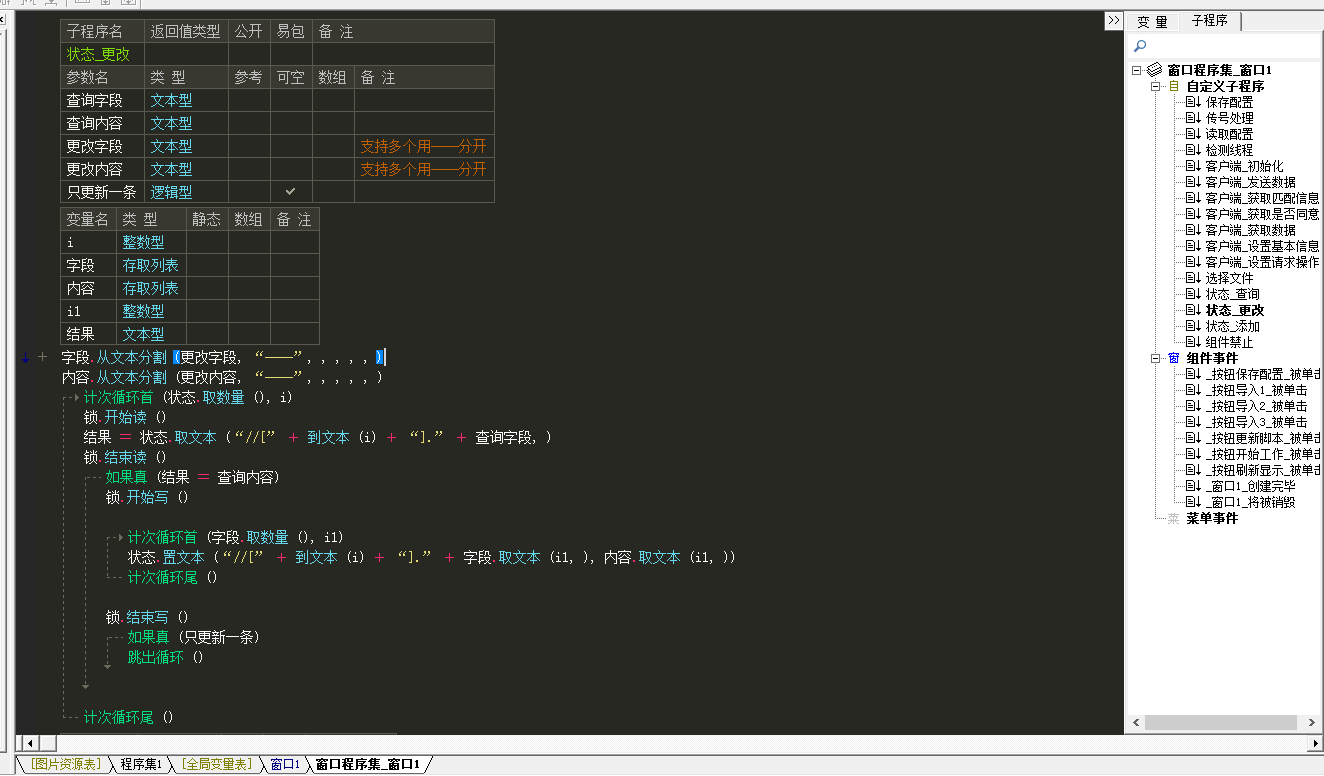 子程序名 返回值类型 公开 易包 备 注
状态_更改
参数名 类 型 参考 可空 数组 备 注
查询字段 文本型
查询内容 文本型
更改字段 文本型 支持多个用——分开
更改内容 文本型 支持多个用——分开
只更新一条 逻辑型 ✓
变量名 类 型 静态 数组 备 注
i 整数型
字段 存取列表
内容 存取列表
i1 整数型
结果 文本型
字段.从文本分割 (更改字段, “——”, , , , , )
内容.从文本分割 (更改内容, “——”, , , , , )
计次循环首 (状态.取数量 (), i)
锁.开始读 ()
结果 = 状态.取文本 (“//[” + 到文本 (i) + “].” + 查询字段, )
锁.结束读 ()
如果真 (结果 = 查询内容)
锁.开始写 ()
计次循环首 (字段.取数量 (), i1)
状态.置文本 (“//[” + 到文本 (i) + “].” + 字段.取文本 (i1, ), 内容.取文本 (i1, ))
计次循环尾 ()
锁.结束写 ()
如果真 (只更新一条)
跳出循环 ()
计次循环尾 ()
变 量 子程序
窗口程序集_窗口1
自定义子程序
保存配置
传号处理
读取配置
检测线程
客户端_初始化
客户端_发送数据
客户端_获取匹配信息
客户端_获取是否同意
客户端_获取数据
客户端_设置基本信息
客户端_设置请求操作
选择文件
状态_查询
状态_更改
状态_添加
组件禁止
窗 组件事件
_按钮保存配置_被单击
_按钮导入1_被单击
_按钮导入2_被单击
_按钮导入3_被单击
_按钮更新脚本_被单击
_按钮开始工作_被单击
_按钮刷新显示_被单击
_窗口1_创建完毕
_窗口1_将被销毁
菜 菜单事件
[图片资源表] 程序集1 [全局变量表] 窗口1 窗口程序集_窗口1